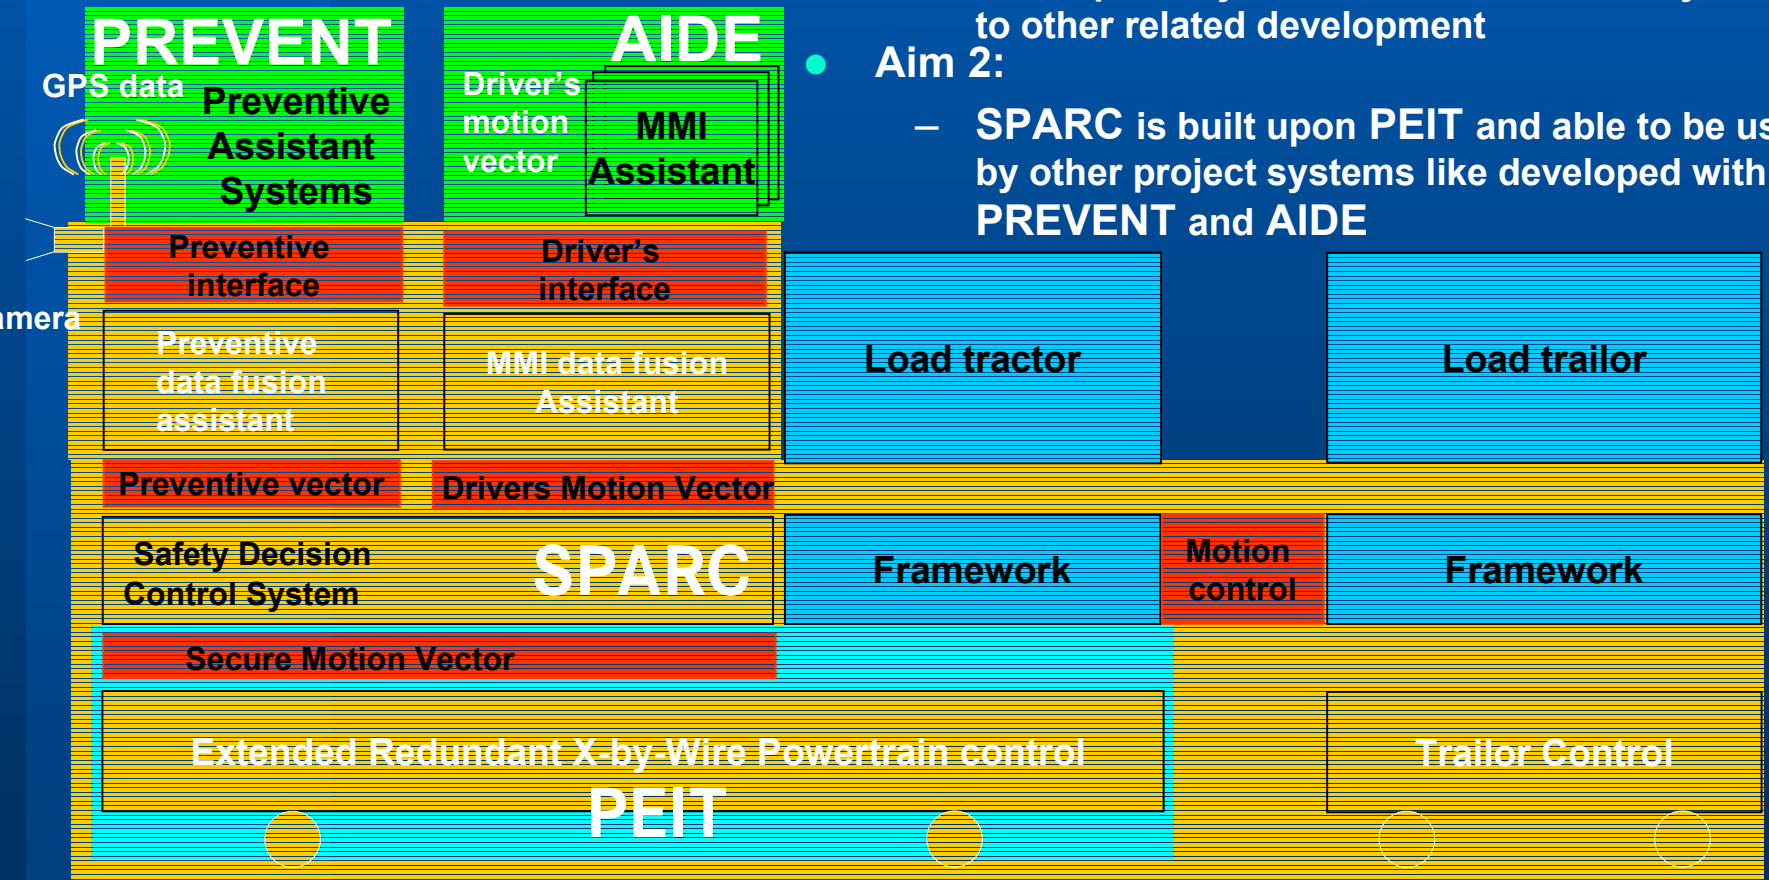 to other related development
Aim 2:
– SPARC is built upon PEIT and able to be
by other project systems like developed with
PREVENT and AIDE
PREVENT
GPS data
Preventive
Assistant
Systems
AIDE
Driver's
motion
vector
MMI
Assistant
Preventive
interface
Driver's
interface
Preventive
data fusion
assistant
MMI data fusion
Assistant
Load tractor
Load trailor
Preventive vector
Drivers Motion Vector
Safety Decision
Control System
SPARC
Framework
Motion
control
Framework
Secure Motion Vector
Extended Redundant X-by-Wire Powertrain control
PEIT
Trailor Control